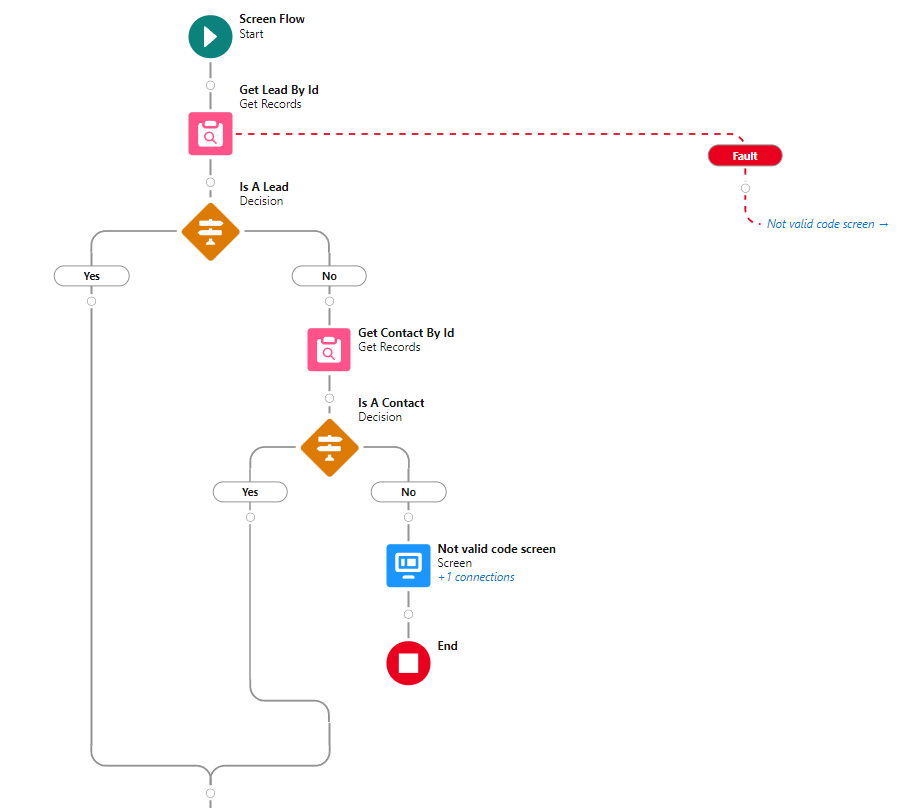 Screen Flow
Start
Get Lead By Id
Get Records
Fault
Is A Lead
Decision
Not valid code screen →
Yes
No
Get Contact By Id
Get Records
Is A Contact
Decision
Yes
No
Not valid code screen
Screen
+1 connections
End